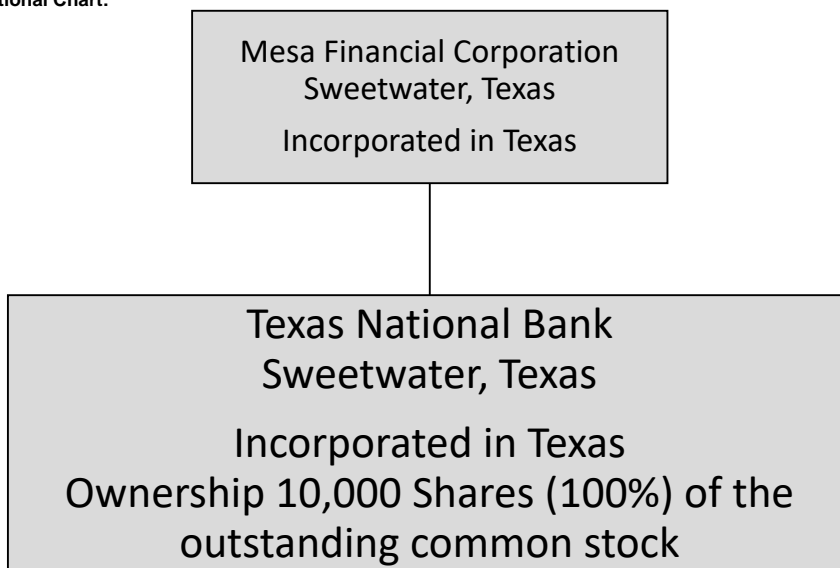 Chart:
Mesa Financial Corporation
Sweetwater, Texas
Incorporated in Texas
Texas National Bank
Sweetwater, Texas
Incorporated in Texas
Ownership 10,000 Shares (100%) of the
outstanding common stock